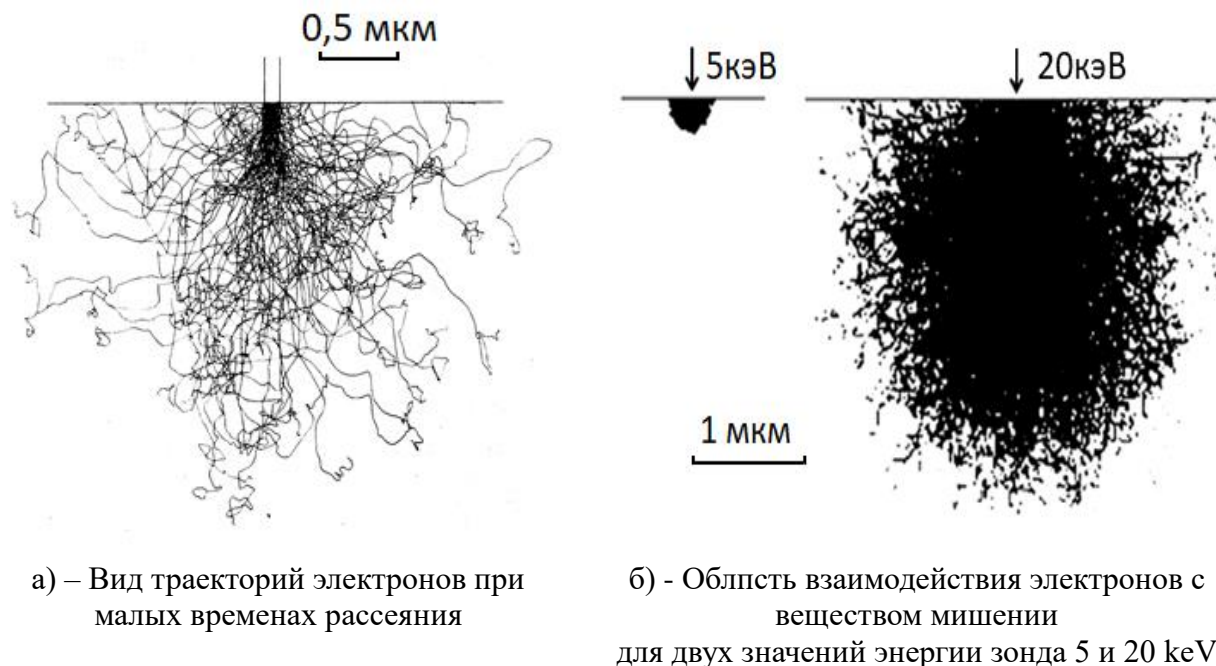 0,5 мкм
5кэВ
20кэВ
1 мкм
а) – Вид траекторий электронов при
малых временах рассеяния
б) - Облпсть взаимодействия электронов с
веществом мишении
для двух значений энергии зонда 5 и 20 keV